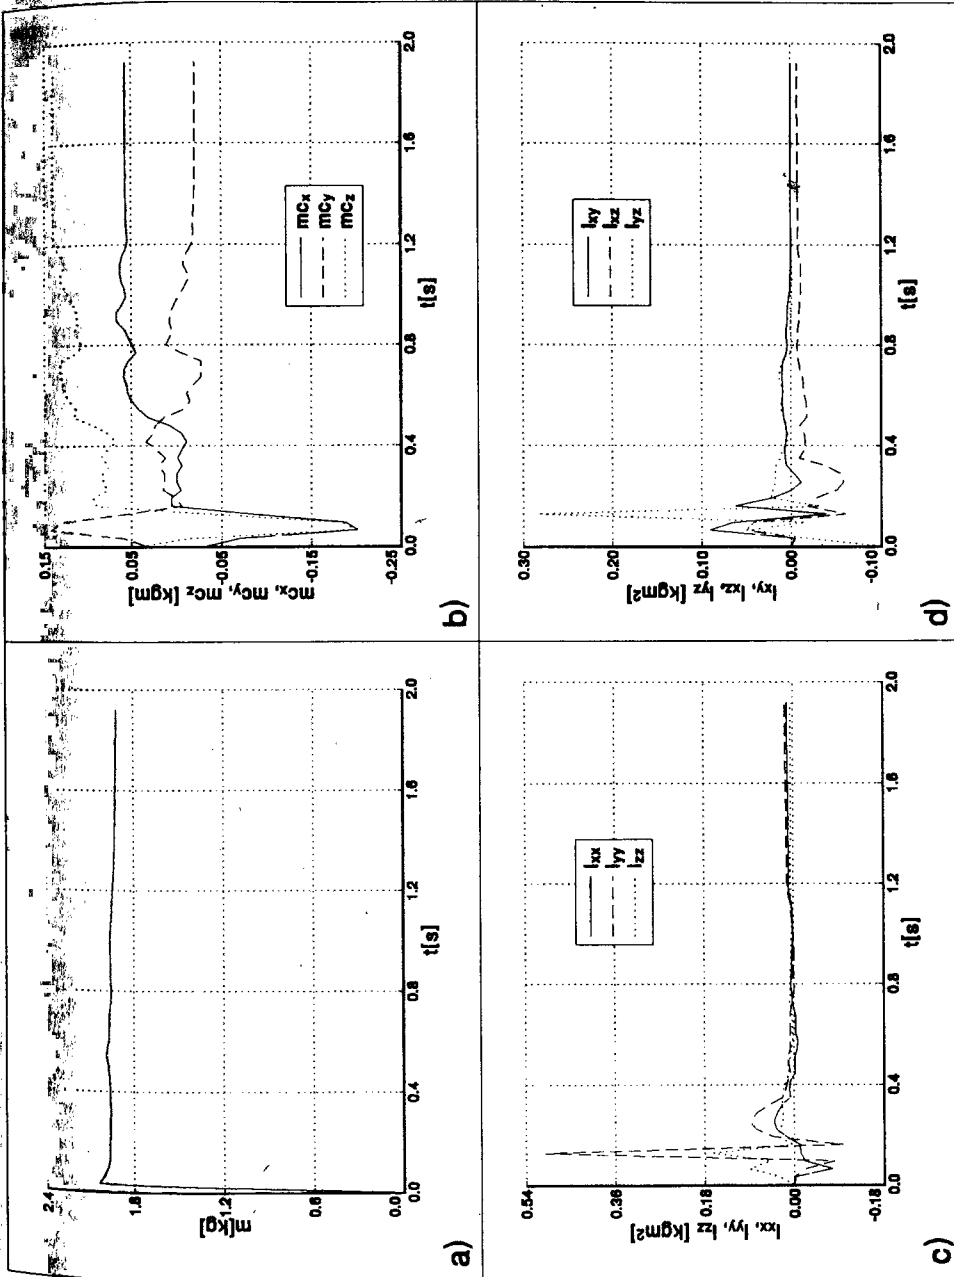 a)
m[kg]
2.4
1.8
1.2
0.6
0.0
0.0 0.4 0.8 1.2 1.6 2.0
t[s]
b)
mcx, mcy, mcz [kgm]
0.15
0.05
-0.05
-0.15
-0.25
0.0 0.4 0.8 1.2 1.6 2.0
t[s]
mcx
mcy
mcz
c)
Ixx, Iyy, Izz [kgm²]
0.54
0.36
0.18
0.00
-0.18
0.0 0.4 0.8 1.2 1.6 2.0
t[s]
Ixx
Iyy
Izz
d)
Ixy, Ixz, Iyz [kgm²]
0.30
0.20
0.10
0.00
-0.10
0.0 0.4 0.8 1.2 1.6 2.0
t[s]
Ixy
Ixz
Iyz